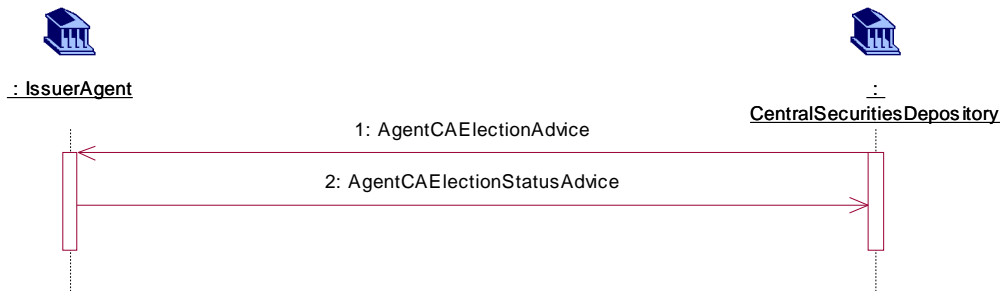 : IssuerAgent
:
CentralSecuritiesDepository
1: AgentCAElectionAdvice
2: AgentCAElectionStatusAdvice